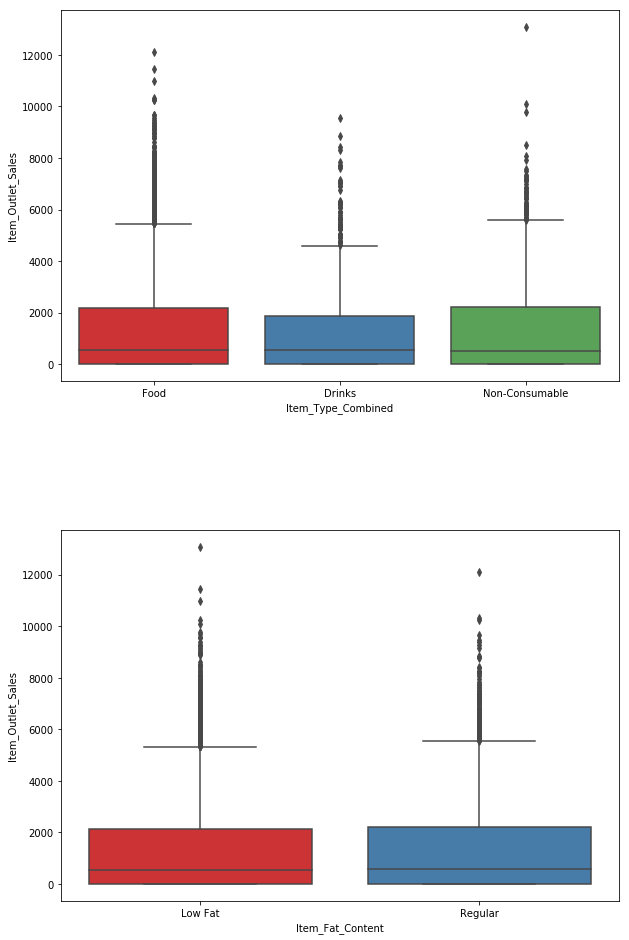 12000
10000
8000
6000
4000
2000
0
Item_Outlet_Sales
Food Drinks Non-Consumable
Item_Type_Combined
12000
10000
8000
6000
4000
2000
0
Item_Outlet_Sales
Low Fat Regular
Item_Fat_Content